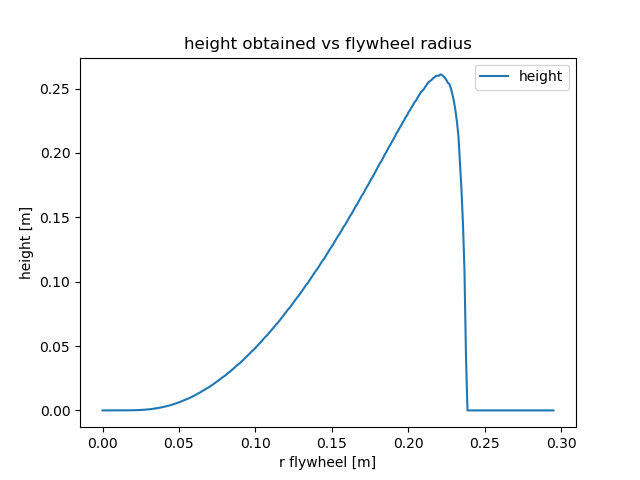 height obtained vs flywheel radius
height
height [m]
0.25
0.20
0.15
0.10
0.05
0.00
0.00 0.05 0.10 0.15 0.20 0.25 0.30
r flywheel [m]